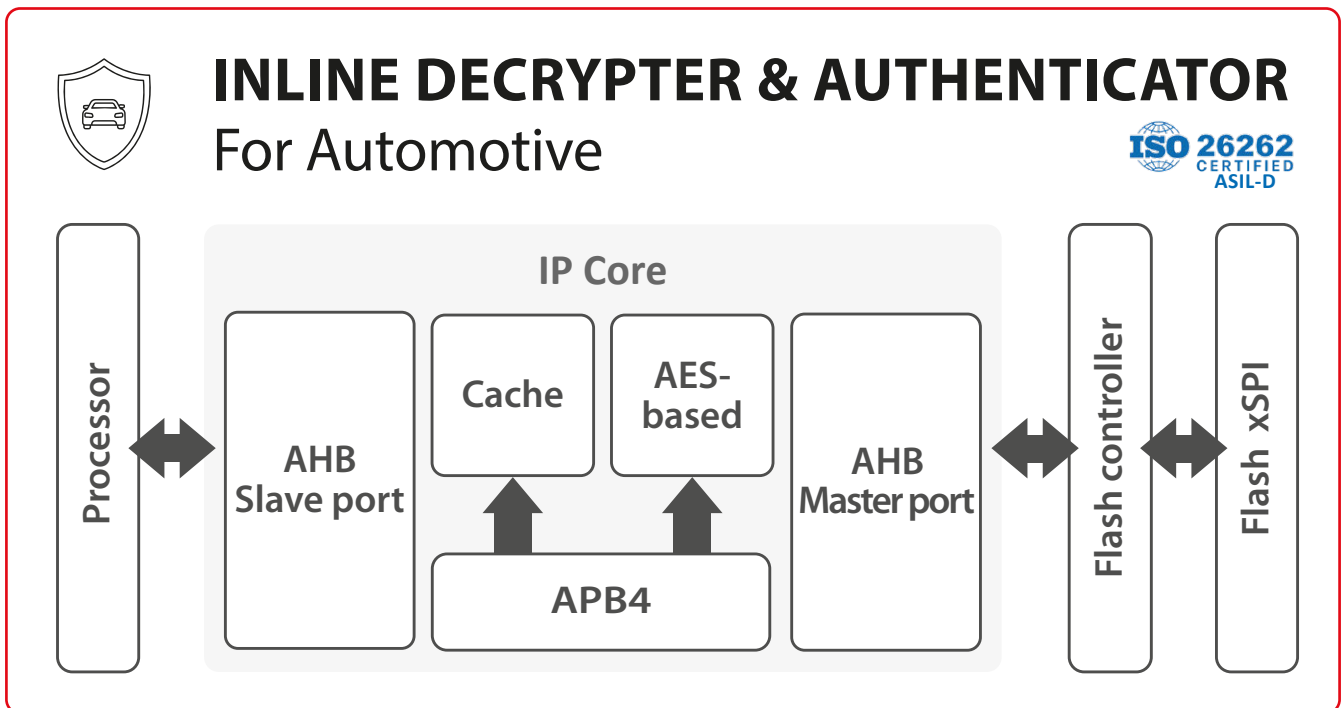 INLINE DECRYPTER & AUTHENTICATOR
For Automotive
ISO 26262
CERTIFIED
ASIL-D
IP Core
Processor
AHB
Slave port
Cache
AES-
based
APB4
AHB
Master port
Flash controller
Flash xSPI